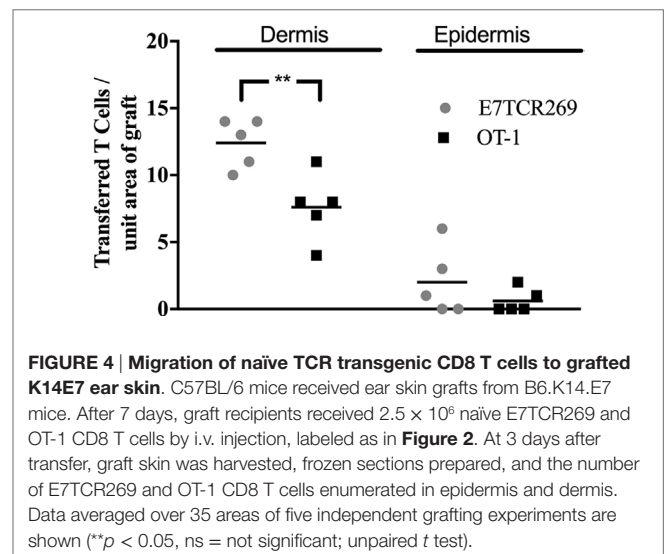 Dermis
Epidermis
20
15
10
5
0
Transferred T Cells /
unit area of graft
**
E7TCR269
OT-1
FIGURE 4 | Migration of naïve TCR transgenic CD8 T cells to grafted
K14E7 ear skin. C57BL/6 mice received ear skin grafts from B6.K14.E7
mice. After 7 days, graft recipients received 2.5 × 10⁶ naïve E7TCR269 and
OT-1 CD8 T cells by i.v. injection, labeled as in Figure 2. At 3 days after
transfer, graft skin was harvested, frozen sections prepared, and the number
of E7TCR269 and OT-1 CD8 T cells enumerated in epidermis and dermis.
Data averaged over 35 areas of five independent grafting experiments are
shown (**p < 0.05, ns = not significant; unpaired t test).